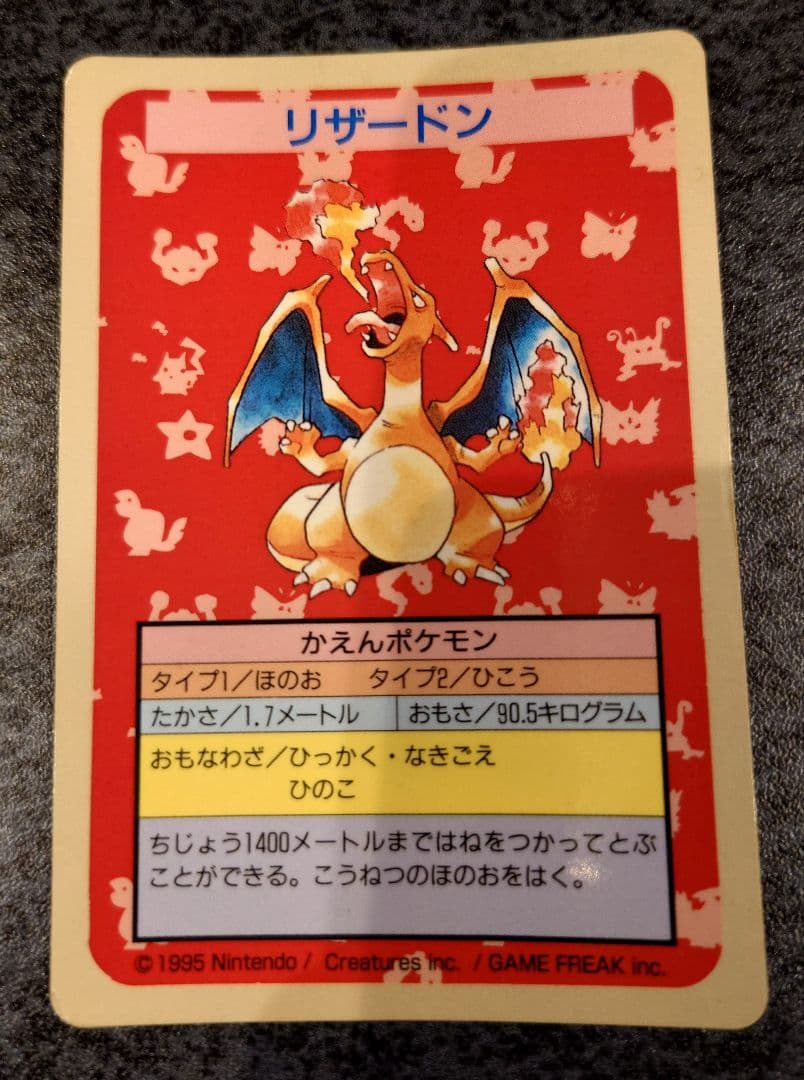 リザードン
かえんポケモン
タイプ1／ほのお　タイプ2／ひこう
たかさ／1.7メートル　おもさ／90.5キログラム
おもなわざ／ひっかく・なきごえ
ひのこ
ちじょう1400メートルまではねをつかってとぶ
ことができる。こうねつのほのおをはく。
©1995 Nintendo / Creatures inc. / GAME FREAK inc.